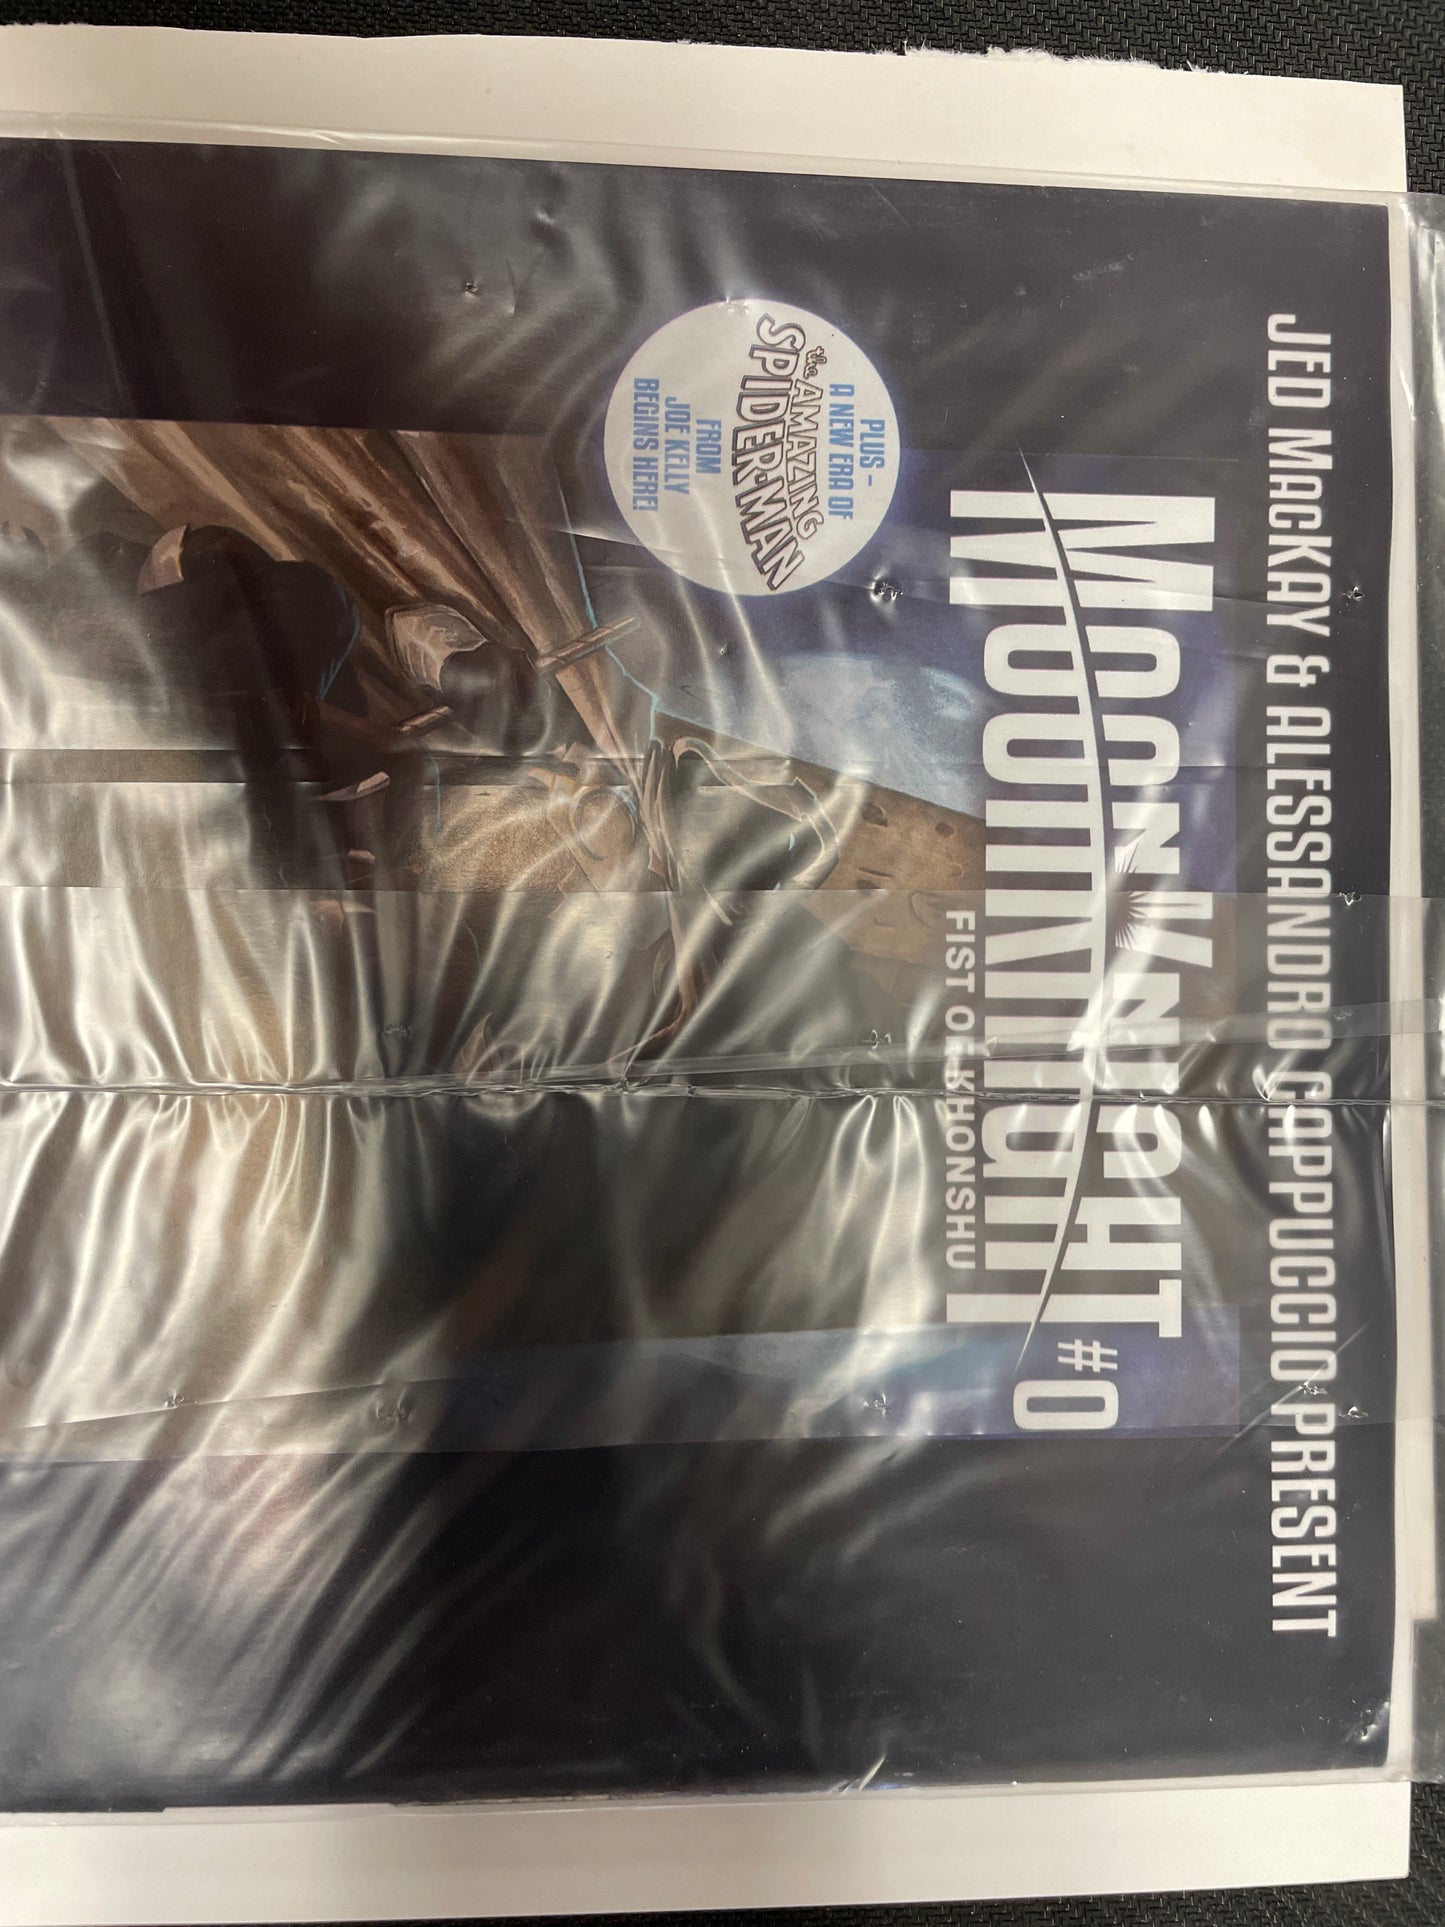 JED MACKAY & ALESSANDRO CAPPUCCIO PRESENT
MOON KNIGHT #0
FIST OF KHONSHU
PLUS –
A NEW ERA OF
the AMAZING
SPIDER-MAN
FROM
JOE KELLY
BEGINS HERE!